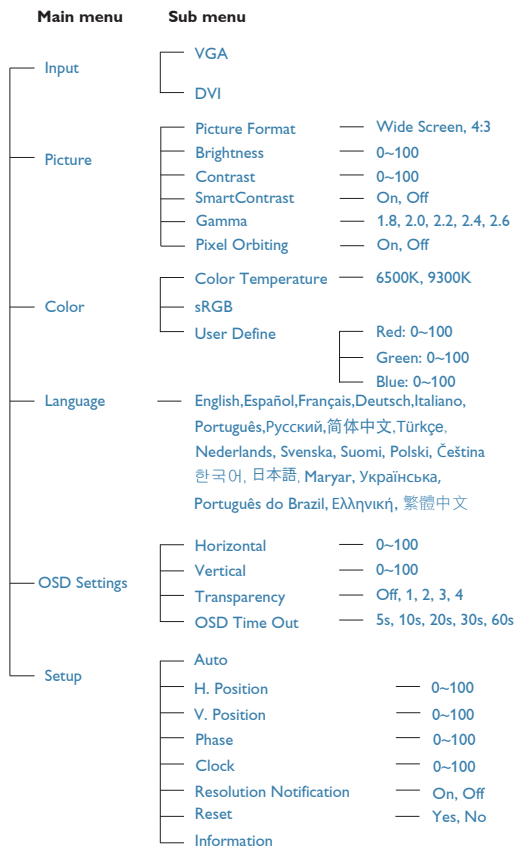 Main menu Sub menu
Input
VGA
DVI
Picture
Picture Format Wide Screen, 4:3
Brightness 0~100
Contrast 0~100
SmartContrast On, Off
Gamma 1.8, 2.0, 2.2, 2.4, 2.6
Pixel Orbiting On, Off
Color
Color Temperature 6500K, 9300K
sRGB
User Define
Red: 0~100
Green: 0~100
Blue: 0~100
Language
English,Español,Français,Deutsch,Italiano,
Português,Русский,简体中文,Türkçe,
Nederlands, Svenska, Suomi, Polski, Čeština
한국어, 日本語, Maryar, Українська,
Português do Brazil, Ελληνική, 繁體中文
OSD Settings
Horizontal 0~100
Vertical 0~100
Transparency Off, 1, 2, 3, 4
OSD Time Out 5s, 10s, 20s, 30s, 60s
Setup
Auto
H. Position 0~100
V. Position 0~100
Phase 0~100
Clock 0~100
Resolution Notification On, Off
Reset Yes, No
Information